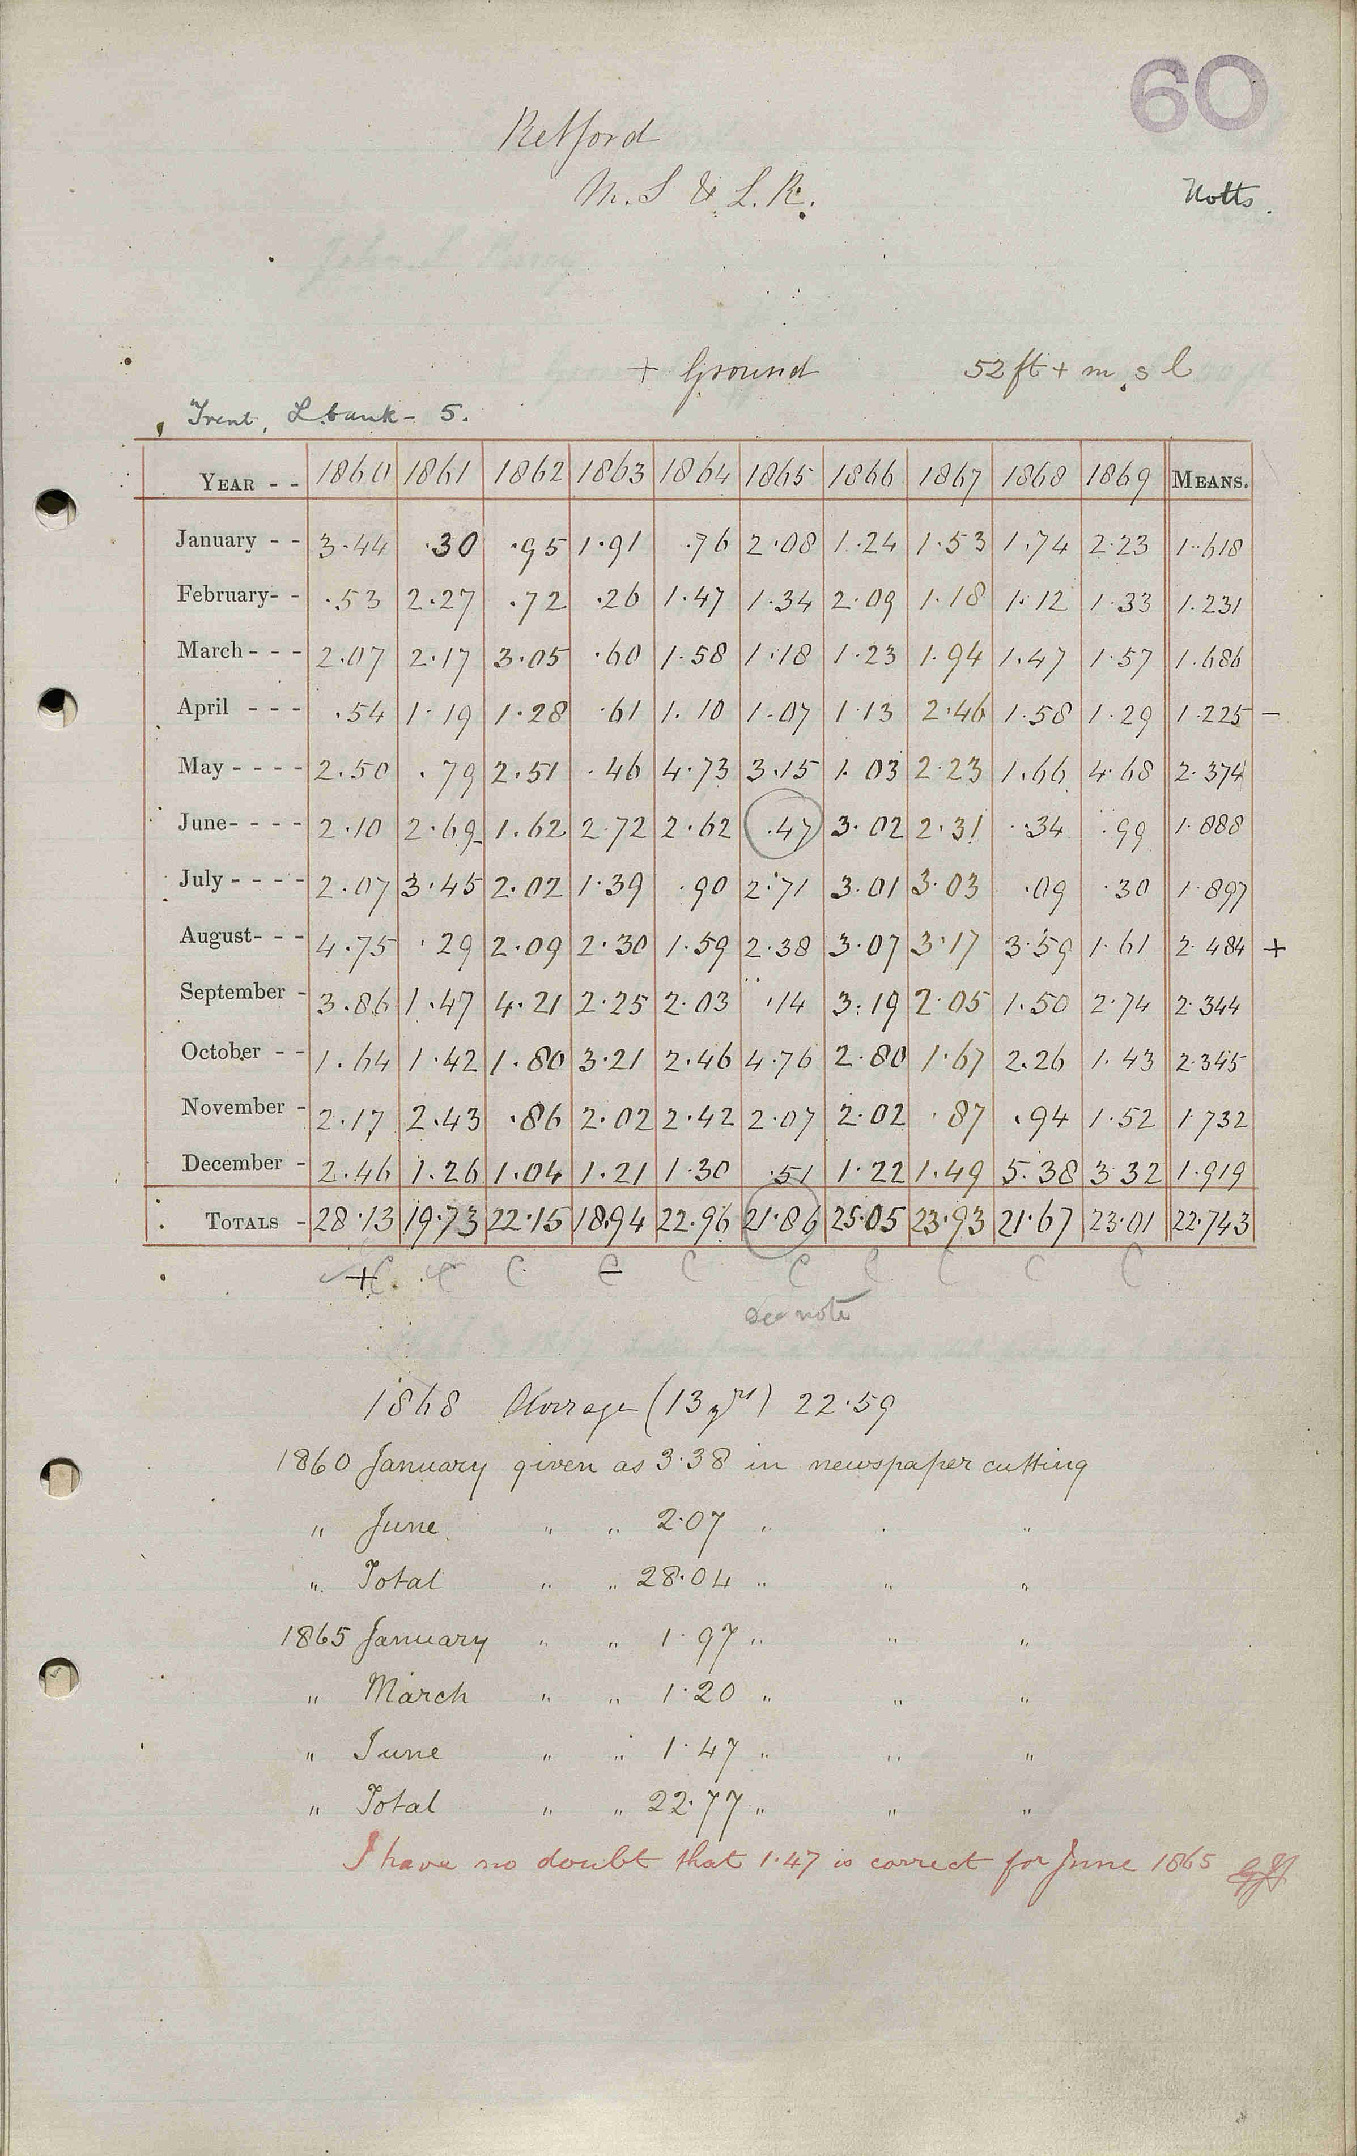 60
Retford
M. S & L. R.
Notts.
+ Ground 52 ft + m s l
Trent, L. bank - 5.
YEAR - - 1860 1861 1862 1863 1864 1865 1866 1867 1868 1869 MEANS.
January - - 3.44 .30 .95 1.91 .76 2.08 1.24 1.53 1.74 2.23 1.618
February- - .53 2.27 .72 .26 1.47 1.34 2.09 1.18 1.12 1.33 1.231
March - - - 2.07 2.17 3.05 .60 1.58 1.18 1.23 1.94 1.47 1.57 1.686
April - - - .54 1.19 1.28 .61 1.10 1.07 1.13 2.46 1.58 1.29 1.225 -
May - - - - 2.50 .79 2.51 .46 4.73 3.15 1.03 2.23 1.66 4.68 2.374
June- - - - 2.10 2.69 1.62 2.72 2.62 .47 3.02 2.31 .34 .99 1.888
July - - - - 2.07 3.45 2.02 1.39 .90 2.71 3.01 3.03 .09 .30 1.897
August- - - 4.75 .29 2.09 2.30 1.59 2.38 3.07 3.17 3.59 1.61 2.484 +
September - 3.86 1.47 4.21 2.25 2.03 .14 3.19 2.05 1.50 2.74 2.344
October - - 1.64 1.42 1.80 3.21 2.46 4.76 2.80 1.67 2.26 1.43 2.345
November - 2.17 2.43 .86 2.02 2.42 2.07 2.02 .87 .94 1.52 1.732
December - 2.46 1.26 1.04 1.21 1.30 .51 1.22 1.49 5.38 3.32 1.919
TOTALS - 28.13 19.73 22.15 18.94 22.96 21.86 25.05 23.93 21.67 23.01 22.743
+ C C C C C C C C C C
see note
1868 Average (13 yrs) 22.59
1860 January given as 3.38 in newspaper cutting
" June " " 2.07 " " "
" Total " " 28.04 " " "
1865 January " " 1.97 " " "
" March " " 1.20 " " "
" June " " 1.47 " " "
" Total " " 22.77 " " "
I have no doubt that 1.47 is correct for June 1865